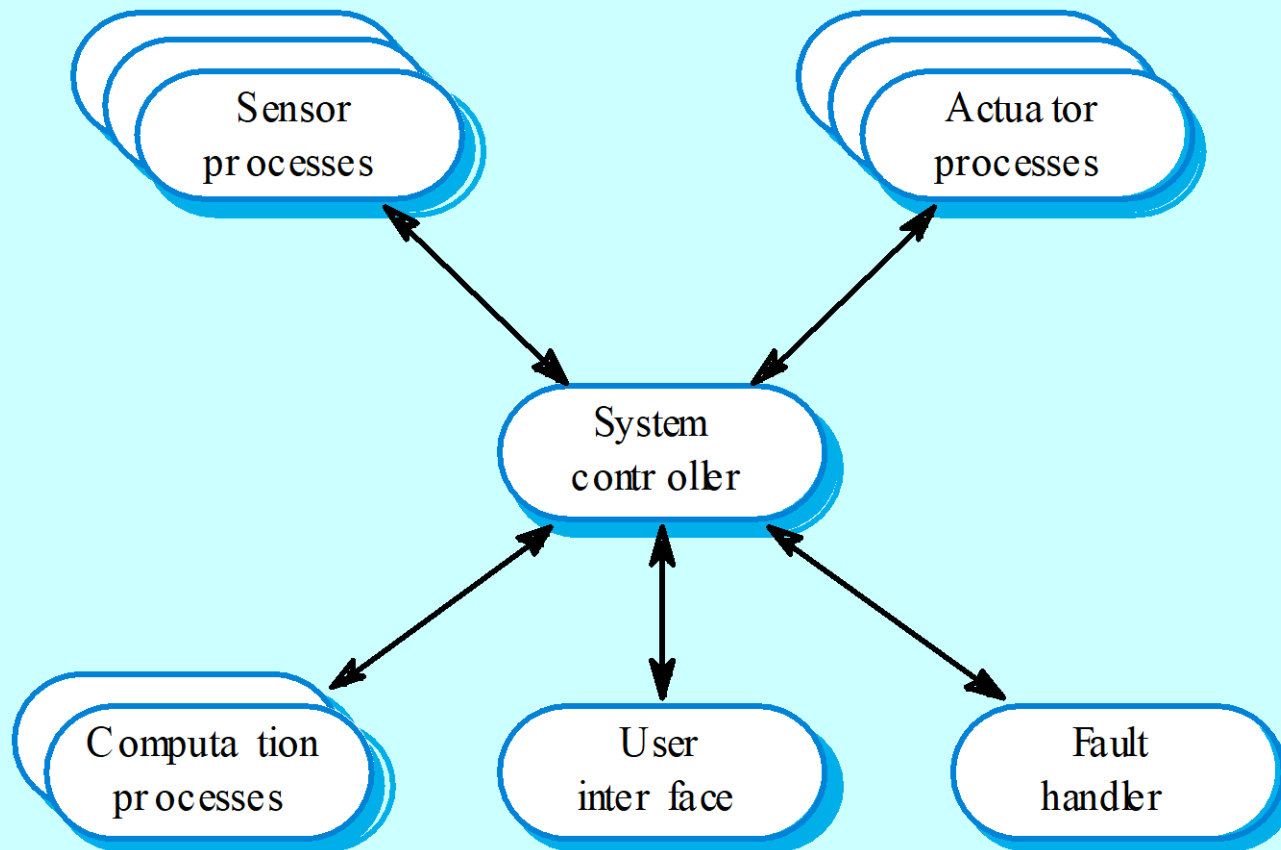 Sensor
processes
Actuator
processes
System
controller
Computation
processes
User
interface
Fault
handler